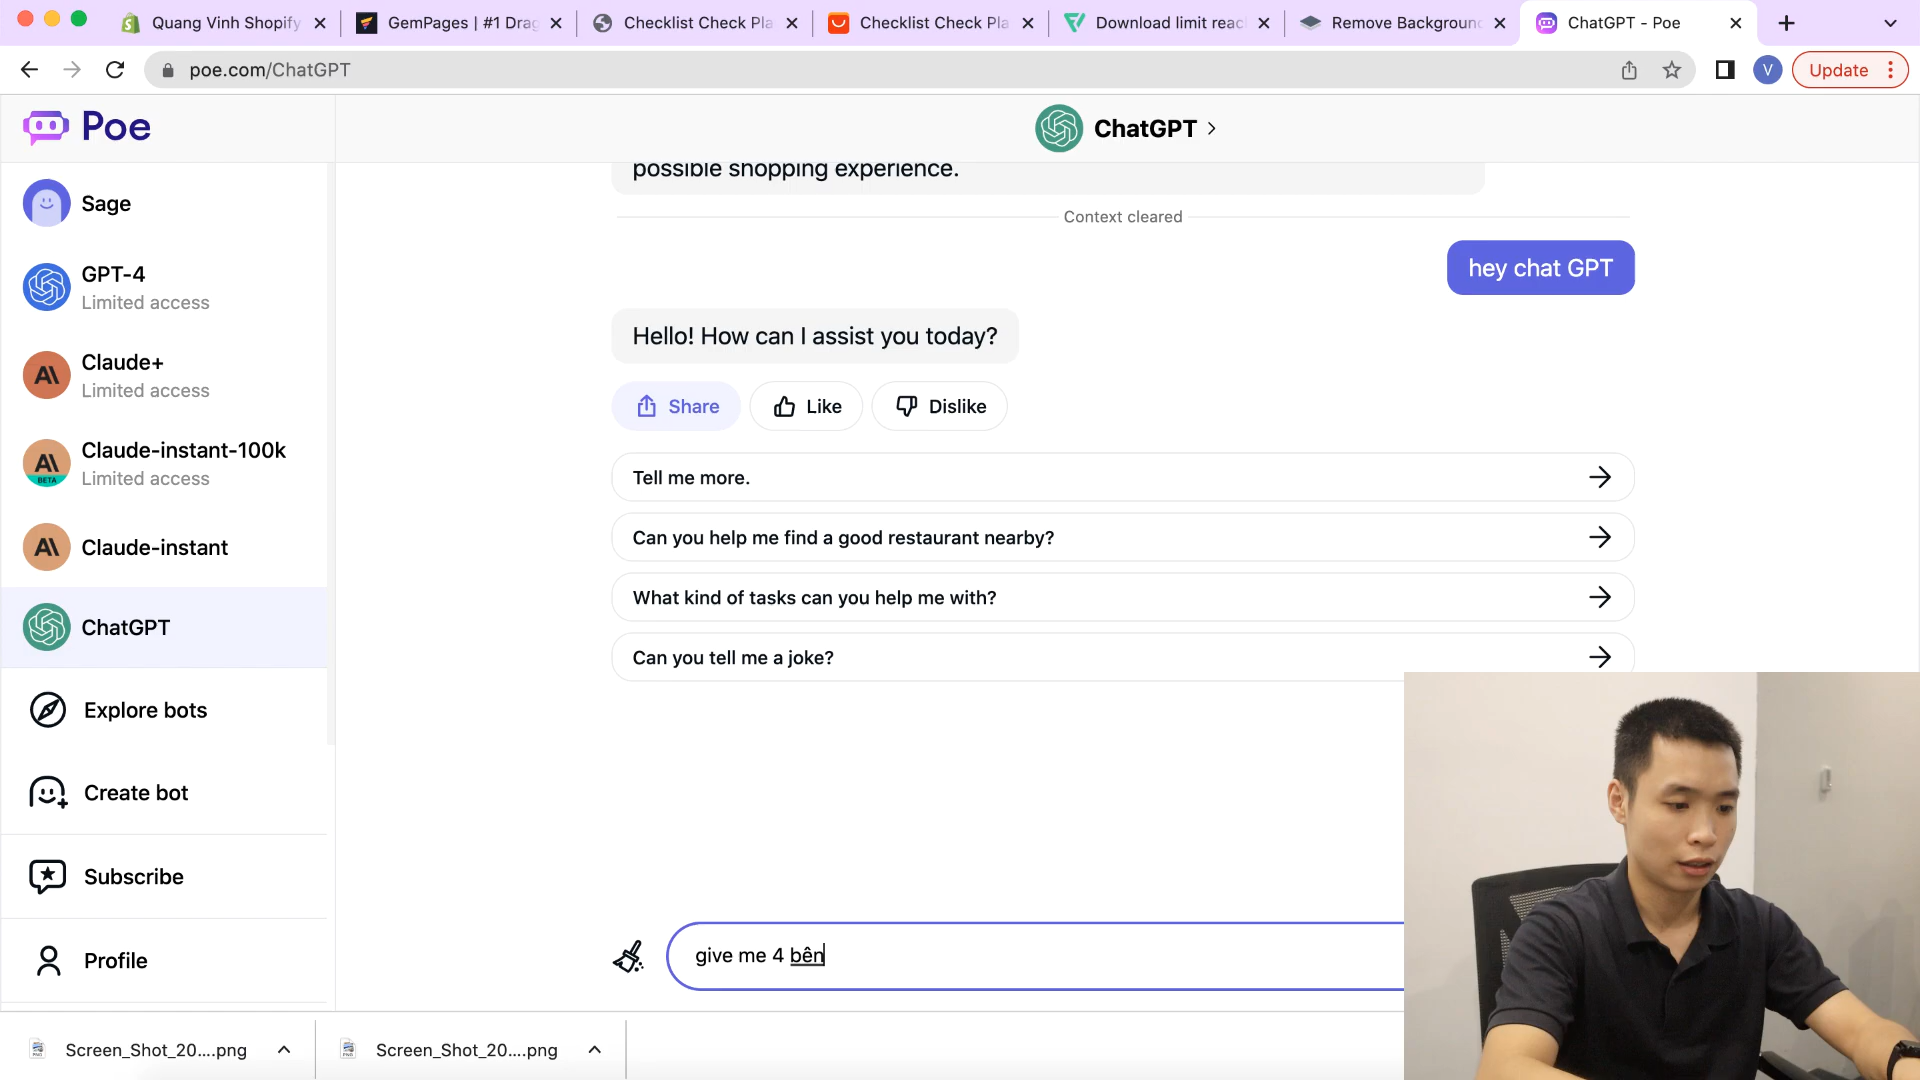 Quang Vinh Shopify
GemPages | #1 Drag
Checklist Check Pla
Checklist Check Pla
Download limit reac
Remove Background
ChatGPT - Poe
poe.com/ChatGPT
V
Update
Poe
ChatGPT
possible shopping experience.
Context cleared
hey chat GPT
Hello! How can I assist you today?
Share
Like
Dislike
Tell me more.
Can you help me find a good restaurant nearby?
What kind of tasks can you help me with?
Can you tell me a joke?
Sage
GPT-4
Limited access
Claude+
Limited access
Claude-instant-100k
Limited access
BETA
Claude-instant
ChatGPT
Explore bots
Create bot
Subscribe
Profile
give me 4 bên
Screen_Shot_20....png
Screen_Shot_20....png